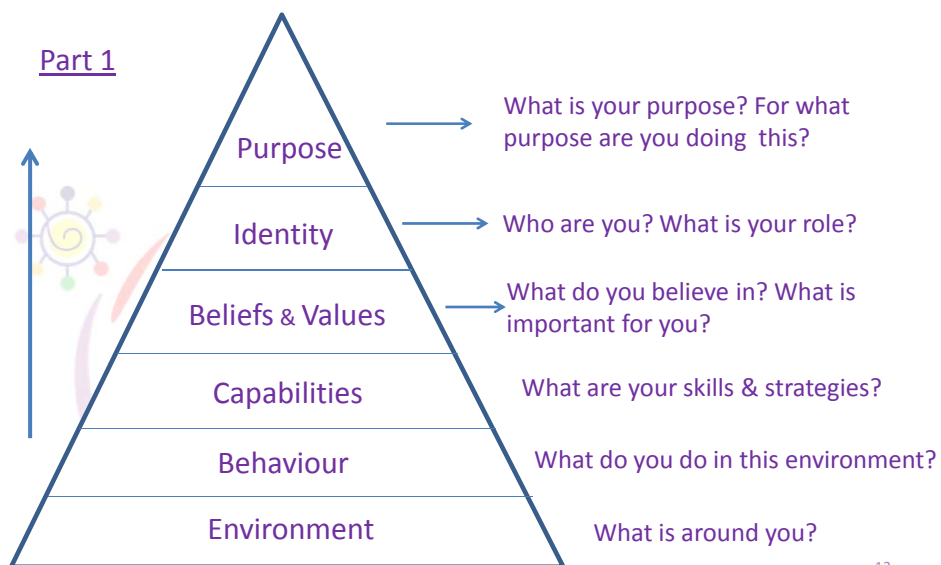 Part 1
What is your purpose? For what
purpose are you doing this?
Purpose
Who are you? What is your role?
Identity
What do you believe in? What is
important for you?
Beliefs & Values
What are your skills & strategies?
Capabilities
What do you do in this environment?
Behaviour
What is around you?
Environment